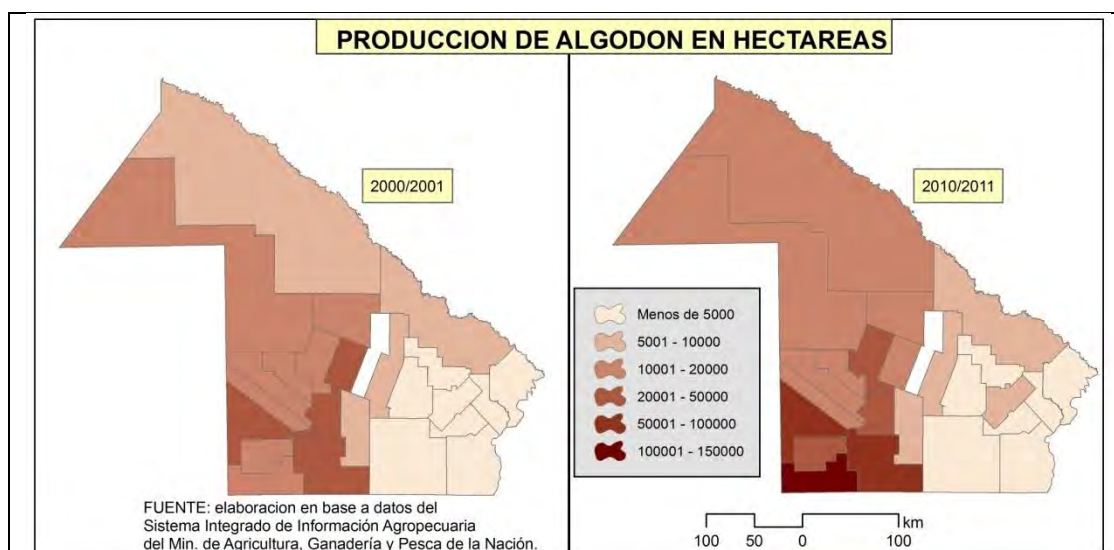 PRODUCCION DE ALGODON EN HECTAREAS
2000/2001
2010/2011
Menos de 5000
5001 - 10000
10001 - 20000
20001 - 50000
50001 - 100000
100001 - 150000
FUENTE: elaboracion en base a datos del
Sistema Integrado de Información Agropecuaria
del Min. de Agricultura, Ganadería y Pesca de la Nación.
km
100 50 0 100